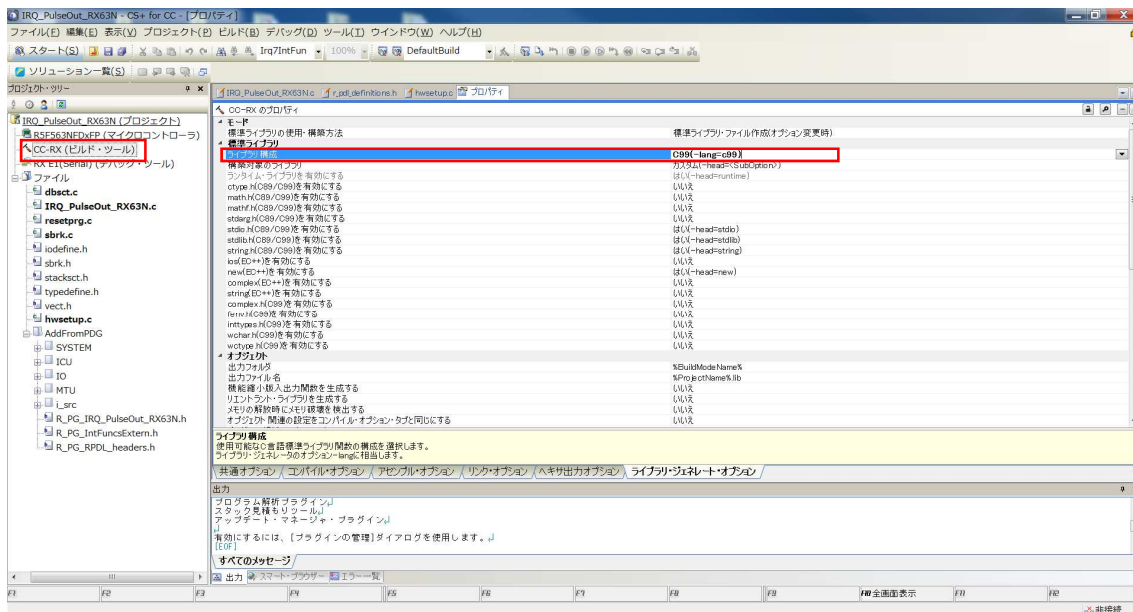 IRQ_PulseOut_RX63N - CS+ for CC - [プロパティ]
ファイル(F) 編集(E) 表示(V) プロジェクト(P) ビルド(B) デバッグ(D) ツール(T) ウインドウ(W) ヘルプ(H)
スタート(S) Irq7IntFun 100% DefaultBuild
ソリューション一覧(S)
プロジェクト・ツリー
IRQ_PulseOut_RX63N (プロジェクト)
R5F563NFDxFP (マイクロコントローラ)
CC-RX (ビルド・ツール)
RX E1(Serial) (デバッグ・ツール)
ファイル
dbsct.c
IRQ_PulseOut_RX63N.c
resetprg.c
sbrk.c
iodefine.h
sbrk.h
stacksct.h
typedefine.h
vect.h
hwsetup.c
AddFromPDG
SYSTEM
ICU
IO
MTU
i_src
R_PG_IRQ_PulseOut_RX63N.h
R_PG_IntFuncsExtern.h
R_PG_RPDL_headers.h
IRQ_PulseOut_RX63N.c r_pdl_definitions.h hwsetup.c プロパティ
CC-RX のプロパティ
モード
標準ライブラリの使用・構築方法 標準ライブラリ・ファイル作成(オプション変更時)
標準ライブラリ
ライブラリ構成 C99(-lang=c99)
構築対象のライブラリ カスタム(-head=<SubOption>)
ランタイム・ライブラリを有効にする はい(-head=runtime)
ctype.h(C89/C99)を有効にする いいえ
math.h(C89/C99)を有効にする いいえ
mathf.h(C89/C99)を有効にする いいえ
stdarg.h(C89/C99)を有効にする いいえ
stdio.h(C89/C99)を有効にする はい(-head=stdio)
stdlib.h(C89/C99)を有効にする はい(-head=stdlib)
string.h(C89/C99)を有効にする はい(-head=string)
ios(EC++)を有効にする いいえ
new(EC++)を有効にする はい(-head=new)
complex(EC++)を有効にする いいえ
string(EC++)を有効にする いいえ
complex.h(C99)を有効にする いいえ
fenv.h(C99)を有効にする いいえ
inttypes.h(C99)を有効にする いいえ
wchar.h(C99)を有効にする いいえ
wctype.h(C99)を有効にする いいえ
オブジェクト
出力フォルダ %BuildModeName%
出力ファイル名 %ProjectName%.lib
機能縮小版入出力関数を生成する いいえ
リエントラント・ライブラリを生成する いいえ
メモリの解放時にメモリ破壊を検出する いいえ
オブジェクト関連の設定をコンパイル・オプション・タブと同じにする いいえ
ライブラリ構成
使用可能なC言語標準ライブラリ関数の構成を選択します。
ライブラリ・ジェネレータのオプション-langに相当します。
共通オプション コンパイル・オプション アセンブル・オプション リンク・オプション ヘキサ出力オプション ライブラリ・ジェネレート・オプション
出力
プログラム解析プラグイン↓
スタック見積もりツール↓
アップデート・マネージャ・プラグイン↓
↓
有効にするには、[プラグインの管理]ダイアログを使用します。↓
[EOF]
すべてのメッセージ
出力 スマート・ブラウザー エラー一覧
F1 F2 F3 F4 F5 F6 F7 F8 F9 F10 全画面表示 F11 F12
非接続